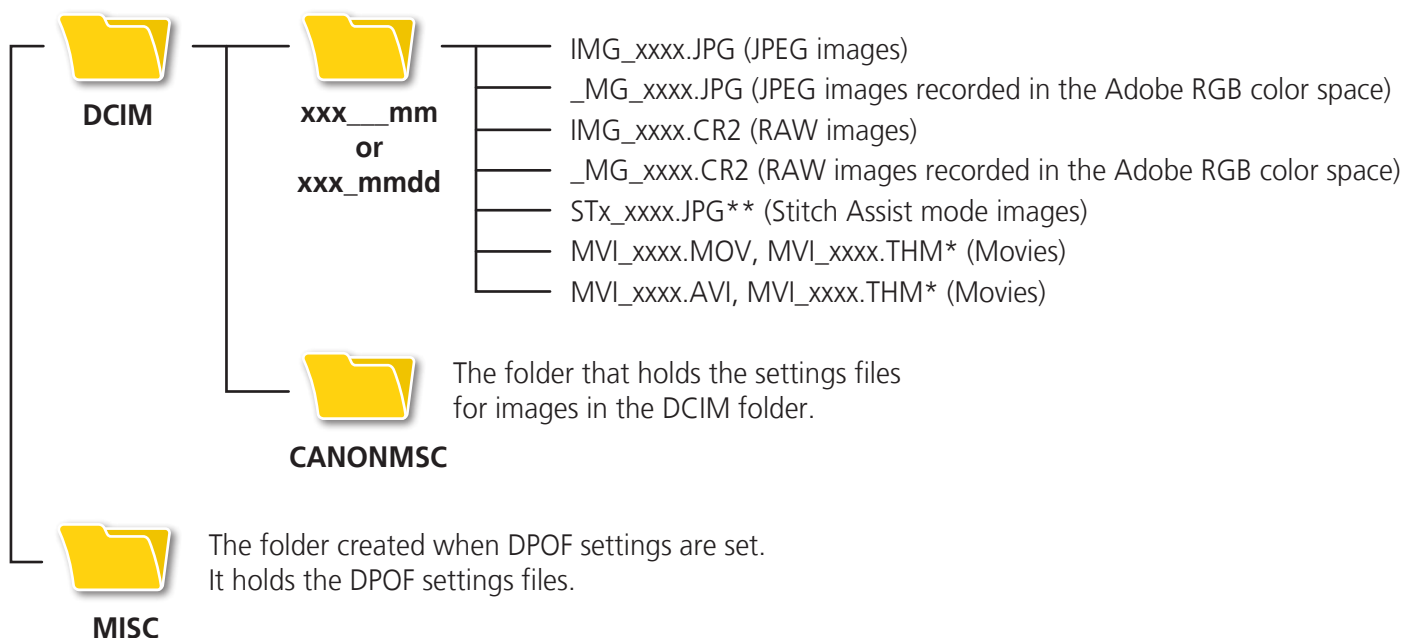 DCIM
xxx___mm
or
xxx_mmdd
IMG_xxxx.JPG (JPEG images)
_MG_xxxx.JPG (JPEG images recorded in the Adobe RGB color space)
IMG_xxxx.CR2 (RAW images)
_MG_xxxx.CR2 (RAW images recorded in the Adobe RGB color space)
STx_xxxx.JPG** (Stitch Assist mode images)
MVI_xxxx.MOV, MVI_xxxx.THM* (Movies)
MVI_xxxx.AVI, MVI_xxxx.THM* (Movies)
The folder that holds the settings files
for images in the DCIM folder.
CANONMSC
The folder created when DPOF settings are set.
It holds the DPOF settings files.
MISC